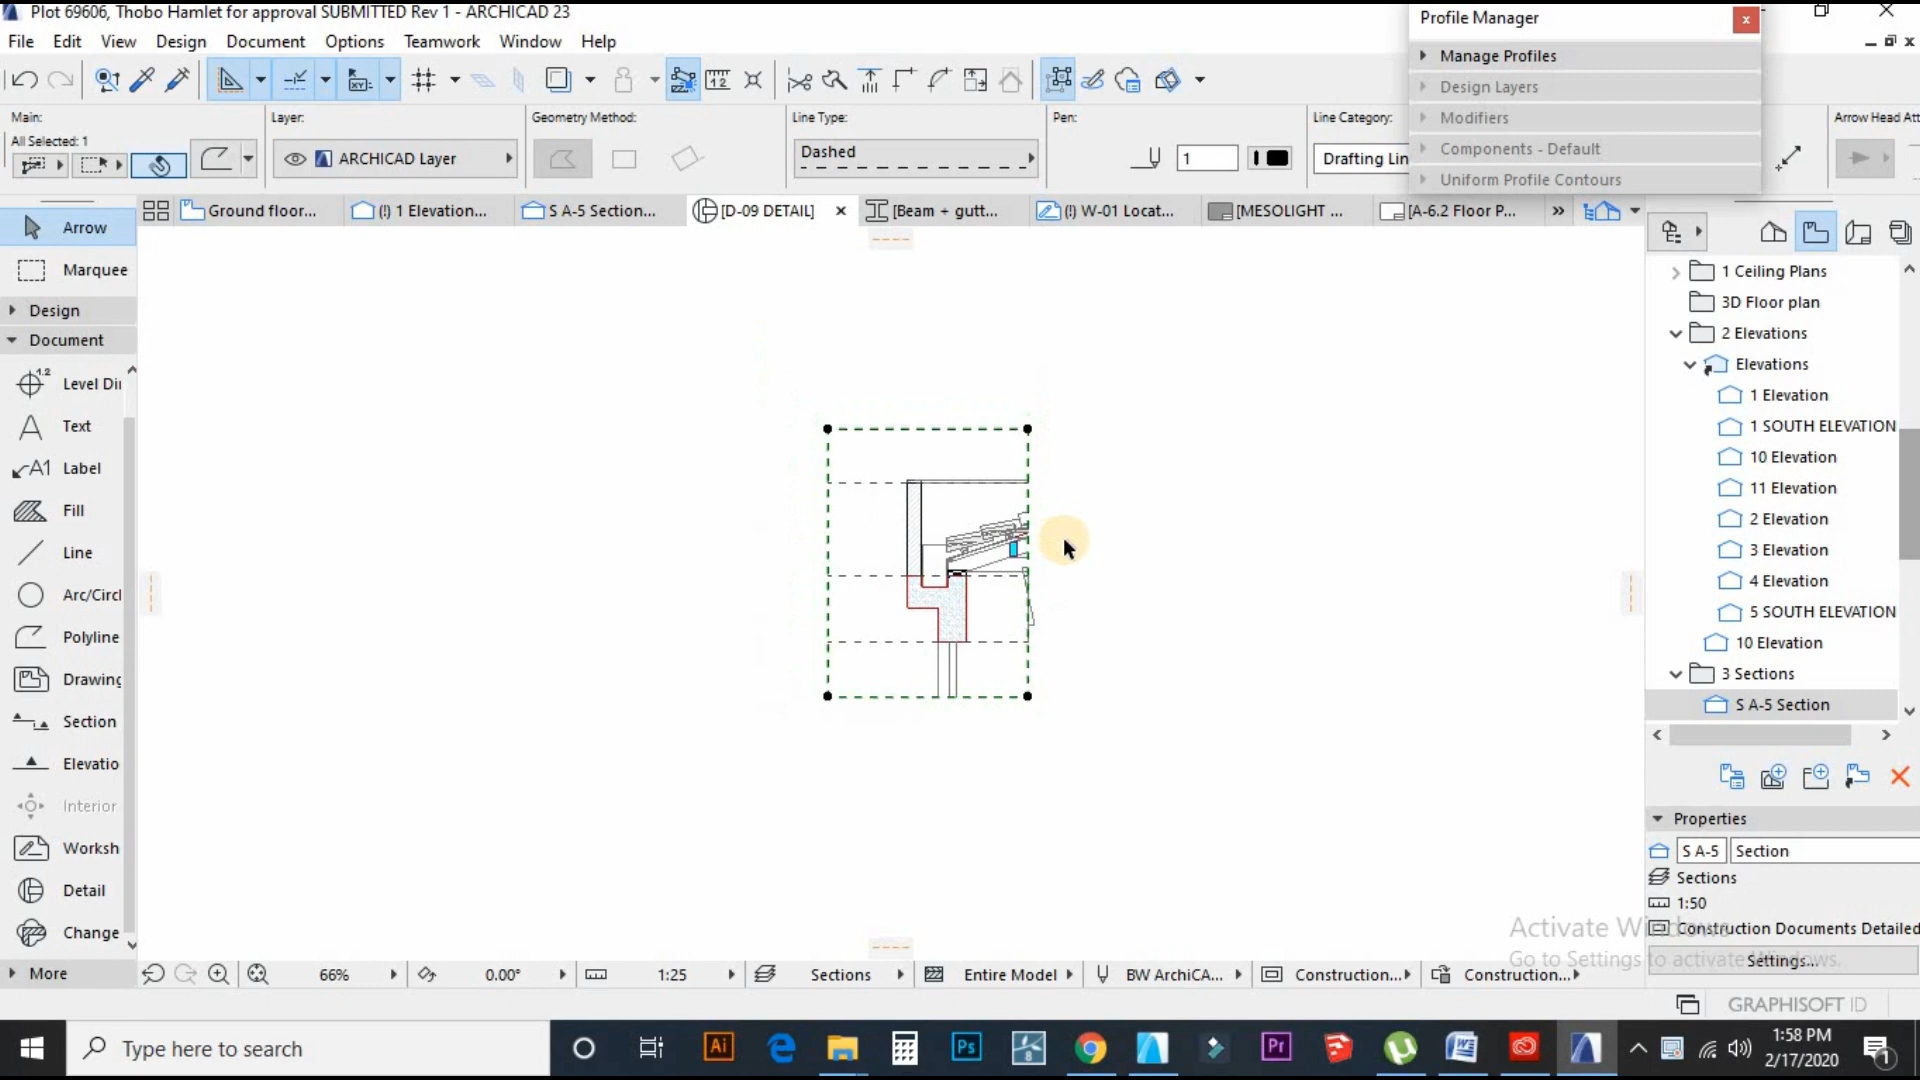 Plot 69606, Thobo Hamlet for approval SUBMITTED Rev 1 - ARCHICAD 23
File Edit View Design Document Options Teamwork Window Help
Profile Manager
Manage Profiles
Design Layers
Modifiers
Components - Default
Uniform Profile Contours
Main:
All Selected: 1
Layer:
ARCHICAD Layer
Geometry Method:
Line Type:
Dashed
Pen:
1
Line Category:
Drafting Lin
Arrow Head Att
Ground floor...
(!) 1 Elevation...
S A-5 Section...
[D-09 DETAIL]
[Beam + gutt...
(!) W-01 Locat...
[MESOLIGHT ...
[A-6.2 Floor P...
Arrow
Marquee
Design
Document
Level Di
Text
Label
Fill
Line
Arc/Circl
Polyline
Drawing
Section
Elevatio
Interior
Worksh
Detail
Change
More
1 Ceiling Plans
3D Floor plan
2 Elevations
Elevations
1 Elevation
1 SOUTH ELEVATION
10 Elevation
11 Elevation
2 Elevation
3 Elevation
4 Elevation
5 SOUTH ELEVATION
10 Elevation
3 Sections
S A-5 Section
Properties
S A-5 Section
Sections
1:50
Construction Documents Detailed
Settings...
Activate Windows
Go to Settings to activate Windows.
66% 0.00° 1:25 Sections Entire Model BW ArchiCA... Construction... Construction...
GRAPHISOFT ID
Type here to search
Ai
Ps
8
Pr
1:58 PM
2/17/2020
1